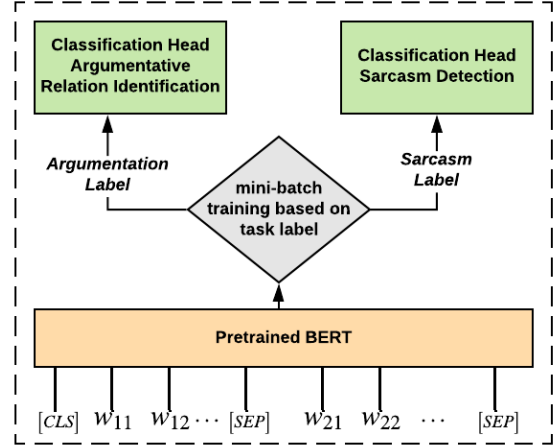 Classification Head
Argumentative
Relation Identification
Classification Head
Sarcasm Detection
Argumentation
Label
Sarcasm
Label
mini-batch
training based on
task label
Pretrained BERT
[CLS] w11 w12 ··· [SEP] w21 w22 ··· [SEP]